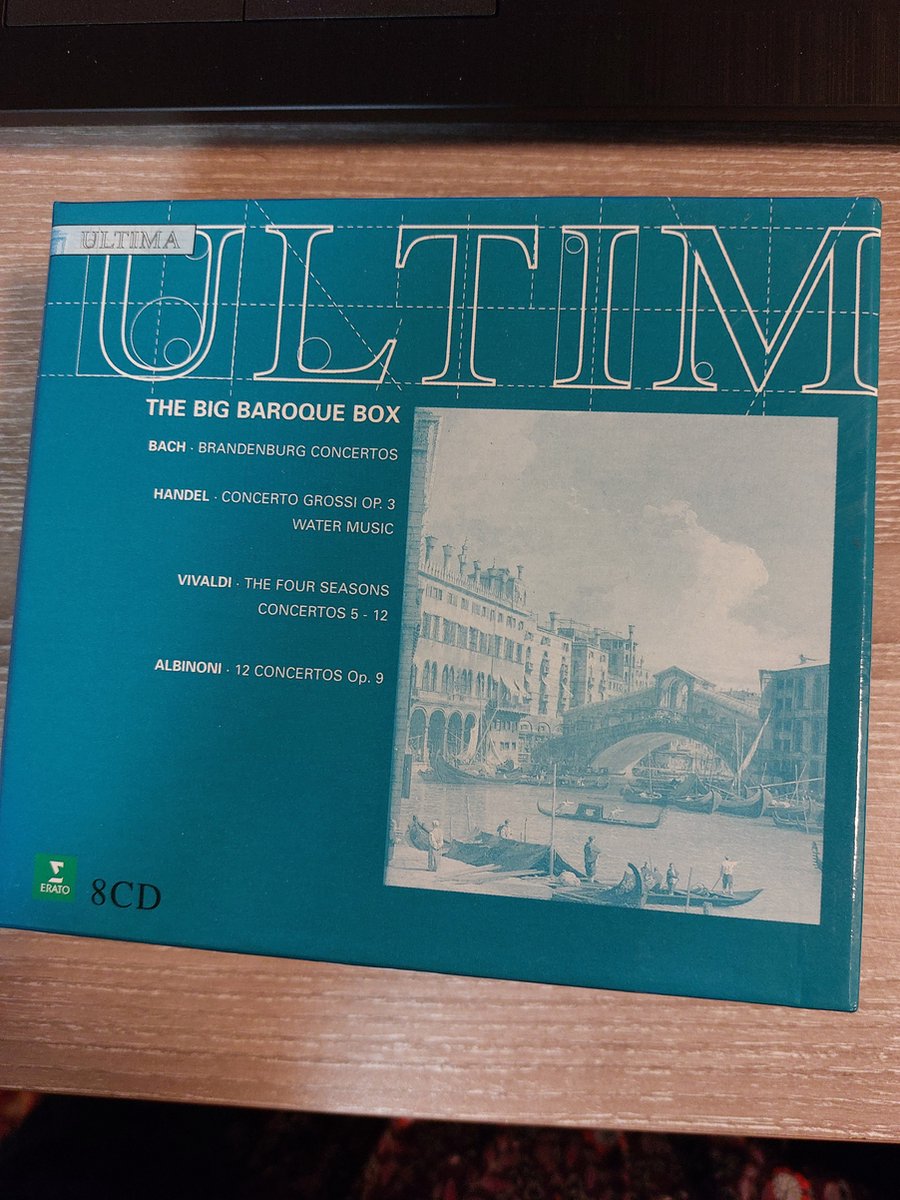 ULTIMA
ULTIM
THE BIG BAROQUE BOX
BACH · BRANDENBURG CONCERTOS
HANDEL · CONCERTO GROSSI OP. 3
WATER MUSIC
VIVALDI · THE FOUR SEASONS
CONCERTOS 5 - 12
ALBINONI · 12 CONCERTOS Op. 9
ERATO
8CD